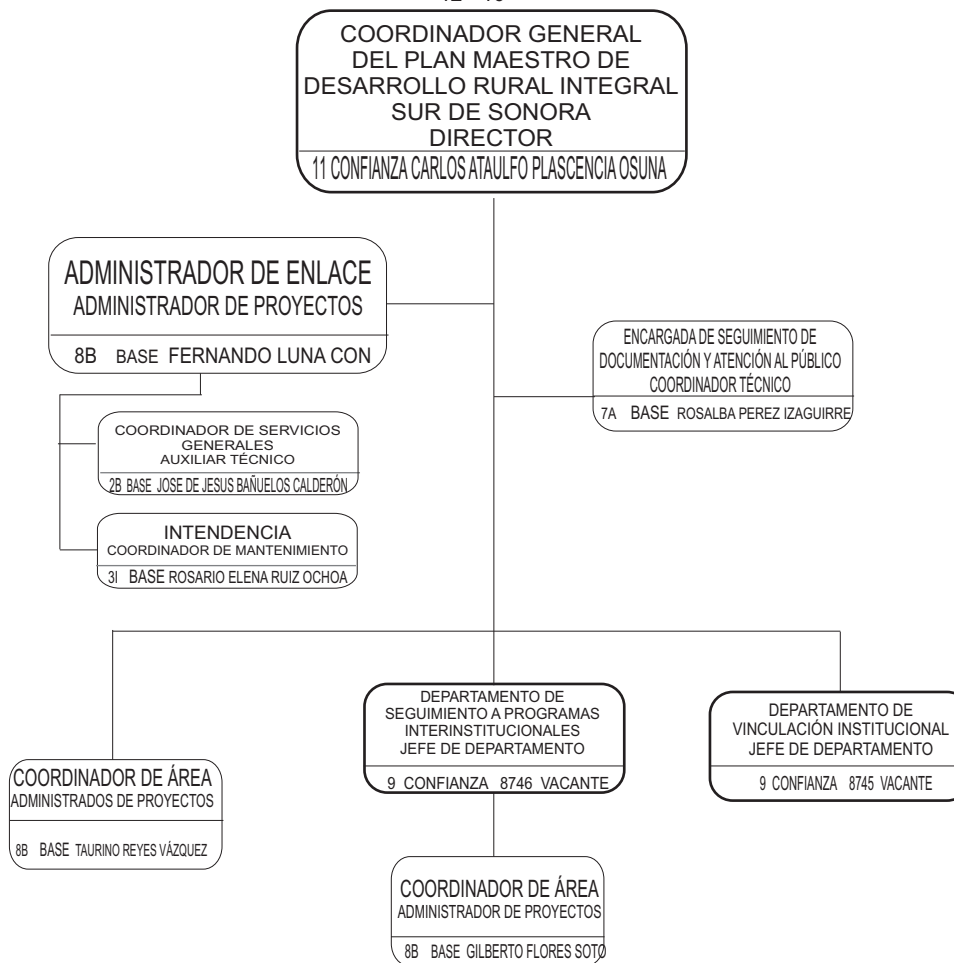 COORDINADOR GENERAL
DEL PLAN MAESTRO DE
DESARROLLO RURAL INTEGRAL
SUR DE SONORA
DIRECTOR
11 CONFIANZA CARLOS ATAULFO PLASCENCIA OSUNA
ADMINISTRADOR DE ENLACE
ADMINISTRADOR DE PROYECTOS
8B BASE FERNANDO LUNA CON
ENCARGADA DE SEGUIMIENTO DE
DOCUMENTACIÓN Y ATENCIÓN AL PÚBLICO
COORDINADOR TÉCNICO
7A BASE ROSALBA PEREZ IZAGUIRRE
COORDINADOR DE SERVICIOS
GENERALES
AUXILIAR TÉCNICO
2B BASE JOSE DE JESUS BAÑUELOS CALDERÓN
INTENDENCIA
COORDINADOR DE MANTENIMIENTO
3I BASE ROSARIO ELENA RUIZ OCHOA
COORDINADOR DE ÁREA
ADMINISTRADOS DE PROYECTOS
8B BASE TAURINO REYES VÁZQUEZ
DEPARTAMENTO DE
SEGUIMIENTO A PROGRAMAS
INTERINSTITUCIONALES
JEFE DE DEPARTAMENTO
9 CONFIANZA 8746 VACANTE
DEPARTAMENTO DE
VINCULACIÓN INSTITUCIONAL
JEFE DE DEPARTAMENTO
9 CONFIANZA 8745 VACANTE
COORDINADOR DE ÁREA
ADMINISTRADOR DE PROYECTOS
8B BASE GILBERTO FLORES SOTO